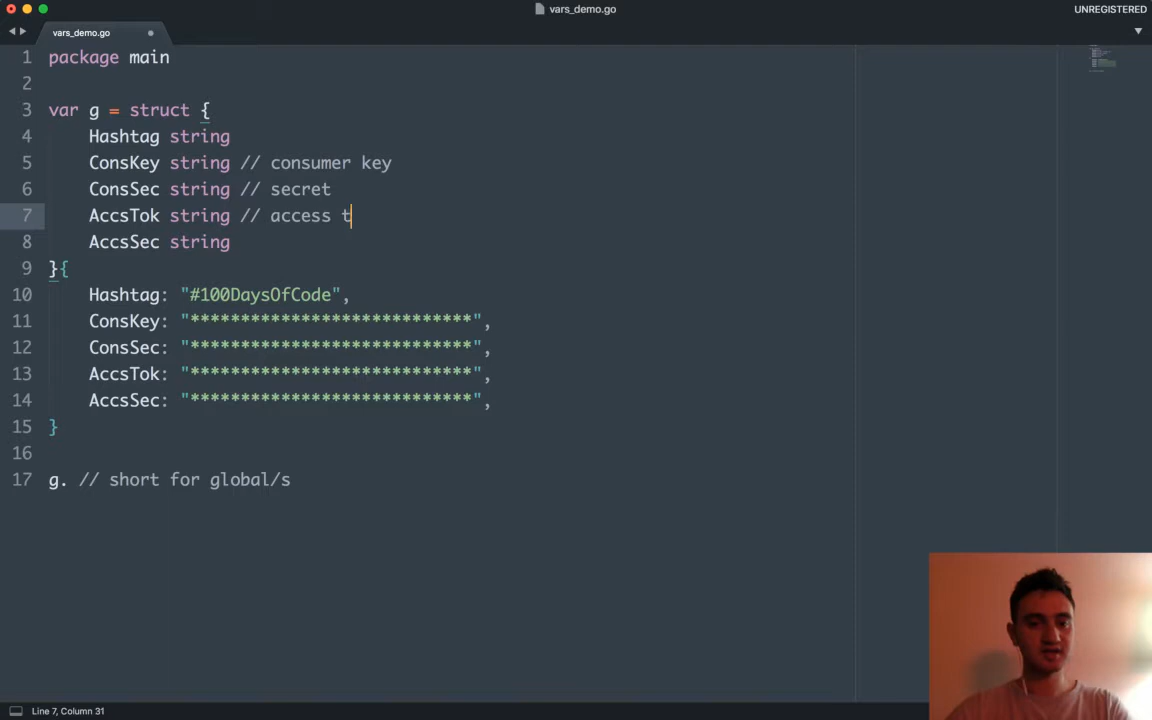 vars_demo.go
UNREGISTERED
vars_demo.go
1 package main
2
3 var g = struct {
4 Hashtag string
5 ConsKey string // consumer key
6 ConsSec string // secret
7 AccsTok string // access t
8 AccsSec string
9 }{
10 Hashtag: "#100DaysOfCode",
11 ConsKey: "****************************",
12 ConsSec: "****************************",
13 AccsTok: "****************************",
14 AccsSec: "****************************",
15 }
16
17 g. // short for global/s
Line 7, Column 31